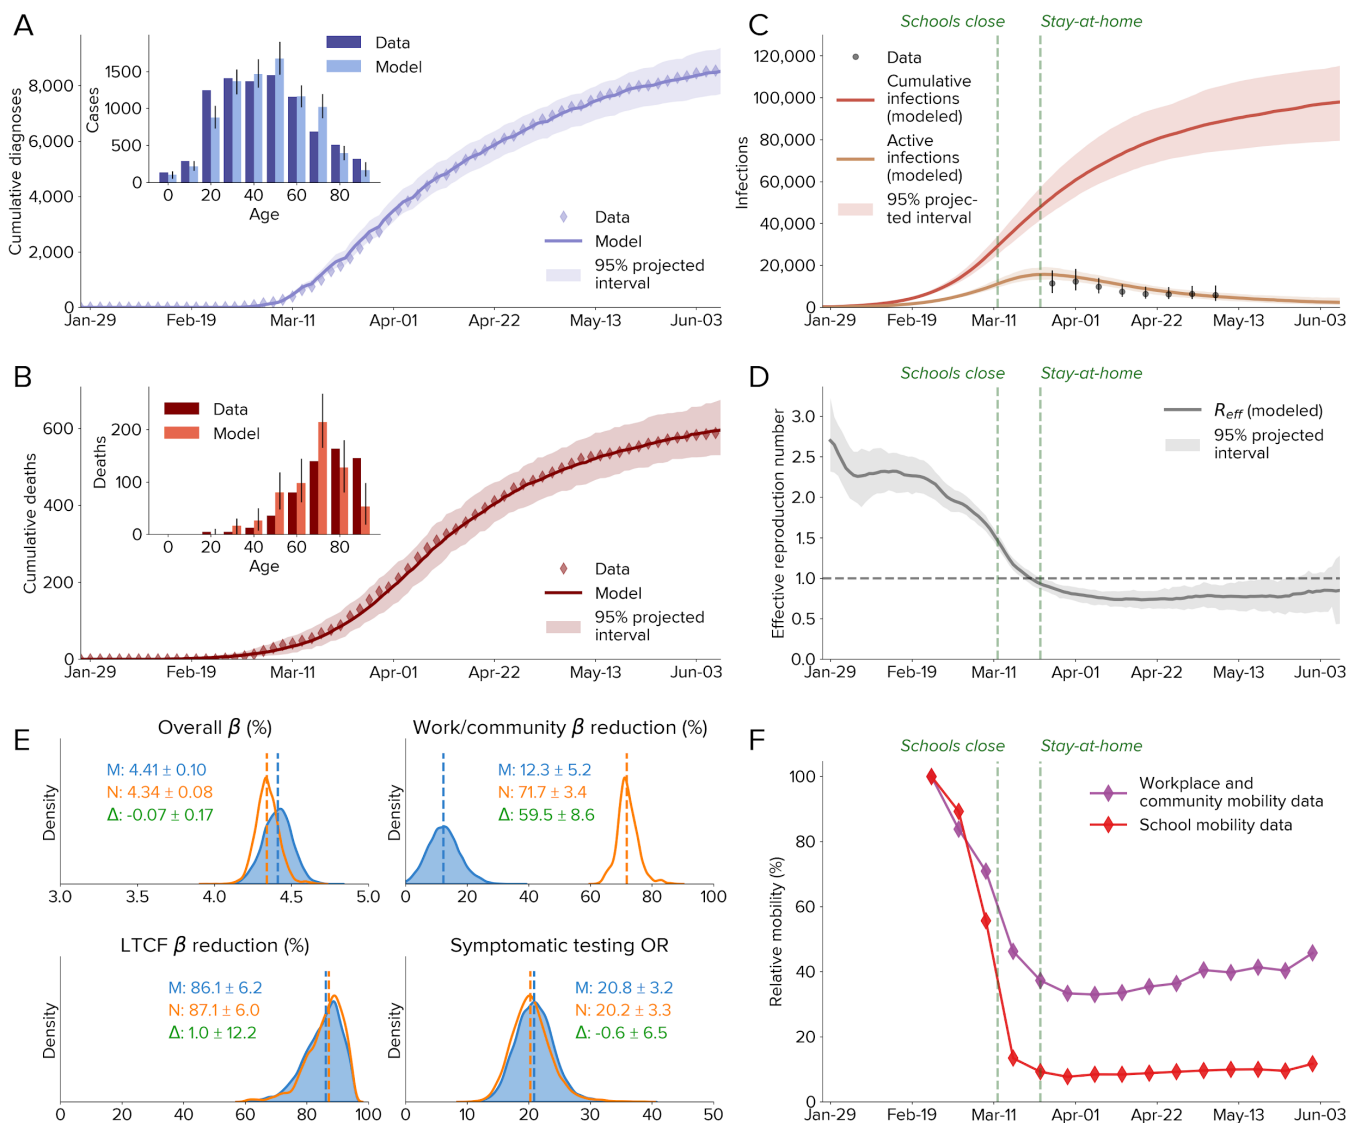 A
Cumulative diagnoses
8,000
6,000
4,000
2,000
0
Jan-29
Feb-19
Mar-11
Apr-01
Apr-22
May-13
Jun-03
Cases
1500
1000
500
0
0
20
40
60
80
Age
Data
Model
Data
Model
95% projected
interval
C
Schools close
Stay-at-home
Infections
120,000
100,000
80,000
60,000
40,000
20,000
0
Jan-29
Feb-19
Mar-11
Apr-01
Apr-22
May-13
Jun-03
Data
Cumulative
infections
(modeled)
Active
infections
(modeled)
95% projec-
ted interval
B
Cumulative deaths
600
400
200
0
Jan-29
Feb-19
Mar-11
Apr-01
Apr-22
May-13
Jun-03
Deaths
200
100
0
0
20
40
60
80
Age
Data
Model
Data
Model
95% projected
interval
D
Schools close
Stay-at-home
Effective reproduction number
3.0
2.5
2.0
1.5
1.0
0.5
0.0
Jan-29
Feb-19
Mar-11
Apr-01
Apr-22
May-13
Jun-03
Reff (modeled)
95% projected
interval
E
Overall β (%)
Density
M: 4.41 ± 0.10
N: 4.34 ± 0.08
Δ: -0.07 ± 0.17
3.0
3.5
4.0
4.5
5.0
Work/community β reduction (%)
Density
M: 12.3 ± 5.2
N: 71.7 ± 3.4
Δ: 59.5 ± 8.6
0
20
40
60
80
100
LTCF β reduction (%)
Density
M: 86.1 ± 6.2
N: 87.1 ± 6.0
Δ: 1.0 ± 12.2
0
20
40
60
80
100
Symptomatic testing OR
Density
M: 20.8 ± 3.2
N: 20.2 ± 3.3
Δ: -0.6 ± 6.5
0
10
20
30
40
50
F
Schools close
Stay-at-home
Relative mobility (%)
100
80
60
40
20
0
Jan-29
Feb-19
Mar-11
Apr-01
Apr-22
May-13
Jun-03
Workplace and
community mobility data
School mobility data